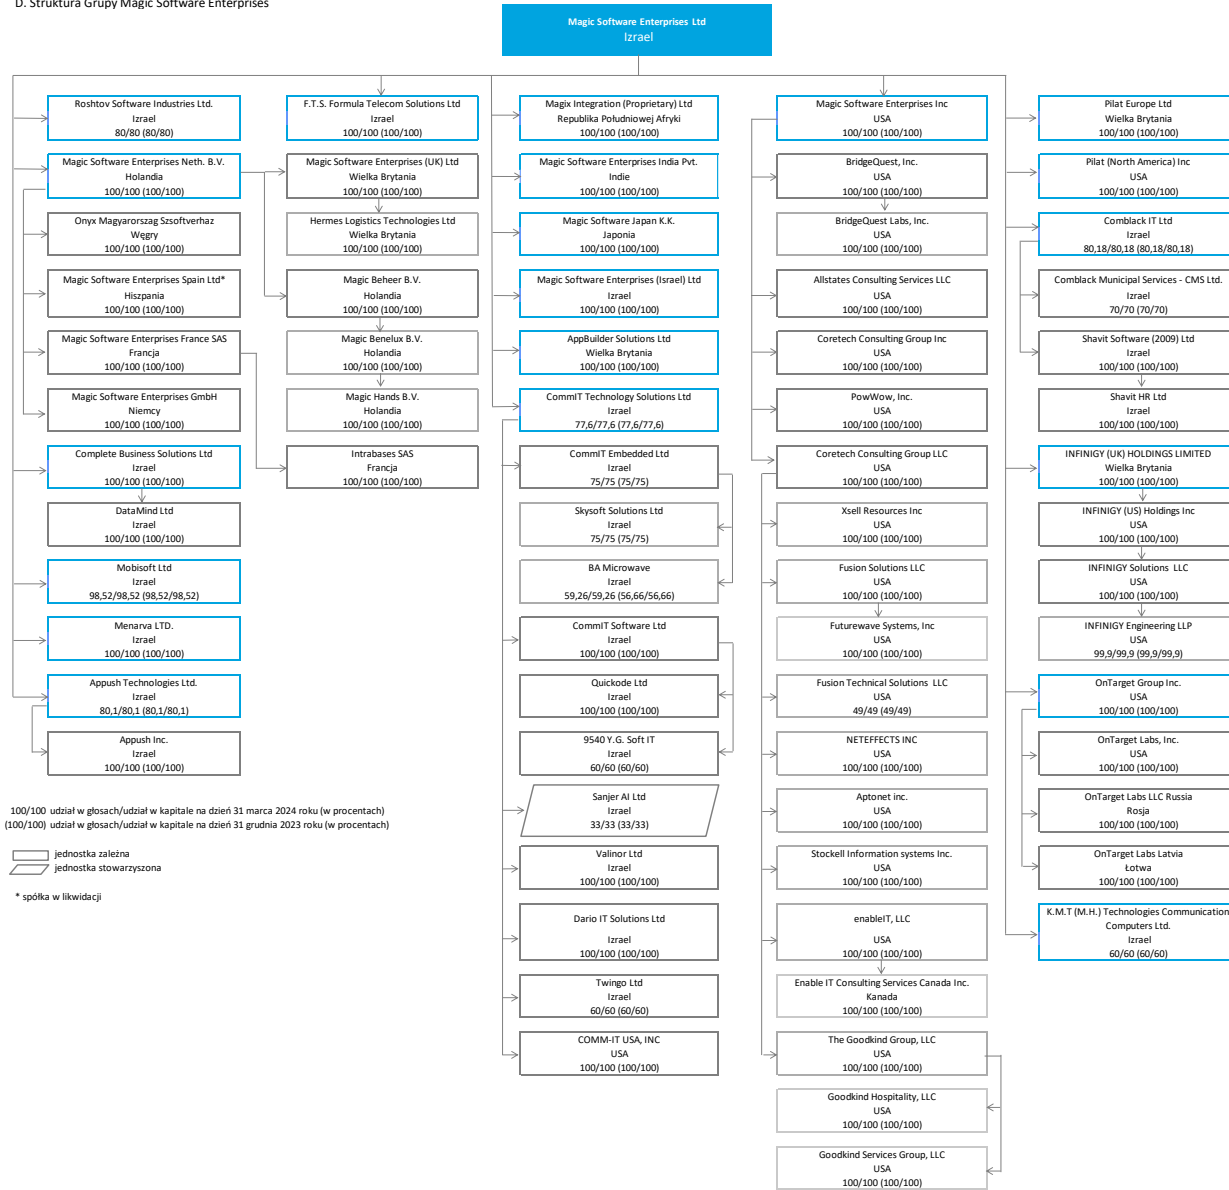 D. Struktura Grupy Magic Software Enterprises
Magic Software Enterprises Ltd
Izrael
Roshtov Software Industries Ltd.
Izrael
80/80 (80/80)
Magic Software Enterprises Neth. B.V.
Holandia
100/100 (100/100)
Onyx Magyarorszag Szsoftverhaz
Węgry
100/100 (100/100)
Magic Software Enterprises Spain Ltd*
Hiszpania
100/100 (100/100)
Magic Software Enterprises France SAS
Francja
100/100 (100/100)
Magic Software Enterprises GmbH
Niemcy
100/100 (100/100)
Complete Business Solutions Ltd
Izrael
100/100 (100/100)
DataMind Ltd
Izrael
100/100 (100/100)
Mobisoft Ltd
Izrael
98,52/98,52 (98,52/98,52)
Menarva LTD.
Izrael
100/100 (100/100)
Appush Technologies Ltd.
Izrael
80,1/80,1 (80,1/80,1)
Appush Inc.
Izrael
100/100 (100/100)
F.T.S. Formula Telecom Solutions Ltd
Izrael
100/100 (100/100)
Magic Software Enterprises (UK) Ltd
Wielka Brytania
100/100 (100/100)
Hermes Logistics Technologies Ltd
Wielka Brytania
100/100 (100/100)
Magic Beheer B.V.
Holandia
100/100 (100/100)
Magic Benelux B.V.
Holandia
100/100 (100/100)
Magic Hands B.V.
Holandia
100/100 (100/100)
Intrabases SAS
Francja
100/100 (100/100)
Magix Integration (Proprietary) Ltd
Republika Południowej Afryki
100/100 (100/100)
Magic Software Enterprises India Pvt.
Indie
100/100 (100/100)
Magic Software Japan K.K.
Japonia
100/100 (100/100)
Magic Software Enterprises (Israel) Ltd
Izrael
100/100 (100/100)
AppBuilder Solutions Ltd
Wielka Brytania
100/100 (100/100)
CommIT Technology Solutions Ltd
Izrael
77,6/77,6 (77,6/77,6)
CommIT Embedded Ltd
Izrael
75/75 (75/75)
Skysoft Solutions Ltd
Izrael
75/75 (75/75)
BA Microwave
Izrael
59,26/59,26 (56,66/56,66)
CommIT Software Ltd
Izrael
100/100 (100/100)
Quickode Ltd
Izrael
100/100 (100/100)
9540 Y.G. Soft IT
Izrael
60/60 (60/60)
Sanjer AI Ltd
Izrael
33/33 (33/33)
Valinor Ltd
Izrael
100/100 (100/100)
Dario IT Solutions Ltd
Izrael
100/100 (100/100)
Twingo Ltd
Izrael
60/60 (60/60)
COMM-IT USA, INC
USA
100/100 (100/100)
Magic Software Enterprises Inc
USA
100/100 (100/100)
BridgeQuest, Inc.
USA
100/100 (100/100)
BridgeQuest Labs, Inc.
USA
100/100 (100/100)
Allstates Consulting Services LLC
USA
100/100 (100/100)
Coretech Consulting Group Inc
USA
100/100 (100/100)
PowWow, Inc.
USA
100/100 (100/100)
Coretech Consulting Group LLC
USA
100/100 (100/100)
Xsell Resources Inc
USA
100/100 (100/100)
Fusion Solutions LLC
USA
100/100 (100/100)
Futurewave Systems, Inc
USA
100/100 (100/100)
Fusion Technical Solutions LLC
USA
49/49 (49/49)
NETEFFECTS INC
USA
100/100 (100/100)
Aptonet inc.
USA
100/100 (100/100)
Stockell Information systems Inc.
USA
100/100 (100/100)
enableIT, LLC
USA
100/100 (100/100)
Enable IT Consulting Services Canada Inc.
Kanada
100/100 (100/100)
The Goodkind Group, LLC
USA
100/100 (100/100)
Goodkind Hospitality, LLC
USA
100/100 (100/100)
Goodkind Services Group, LLC
USA
100/100 (100/100)
Pilat Europe Ltd
Wielka Brytania
100/100 (100/100)
Pilat (North America) Inc
USA
100/100 (100/100)
Comblack IT Ltd
Izrael
80,18/80,18 (80,18/80,18)
Comblack Municipal Services - CMS Ltd.
Izrael
70/70 (70/70)
Shavit Software (2009) Ltd
Izrael
100/100 (100/100)
Shavit HR Ltd
Izrael
100/100 (100/100)
INFINIGY (UK) HOLDINGS LIMITED
Wielka Brytania
100/100 (100/100)
INFINIGY (US) Holdings Inc
USA
100/100 (100/100)
INFINIGY Solutions LLC
USA
100/100 (100/100)
INFINIGY Engineering LLP
USA
99,9/99,9 (99,9/99,9)
OnTarget Group Inc.
USA
100/100 (100/100)
OnTarget Labs, Inc.
USA
100/100 (100/100)
OnTarget Labs LLC Russia
Rosja
100/100 (100/100)
OnTarget Labs Latvia
Łotwa
100/100 (100/100)
K.M.T (M.H.) Technologies Communication
Computers Ltd.
Izrael
60/60 (60/60)
100/100 udział w głosach/udział w kapitale na dzień 31 marca 2024 roku (w procentach)
(100/100) udział w głosach/udział w kapitale na dzień 31 grudnia 2023 roku (w procentach)
jednostka zależna
jednostka stowarzyszona
* spółka w likwidacji